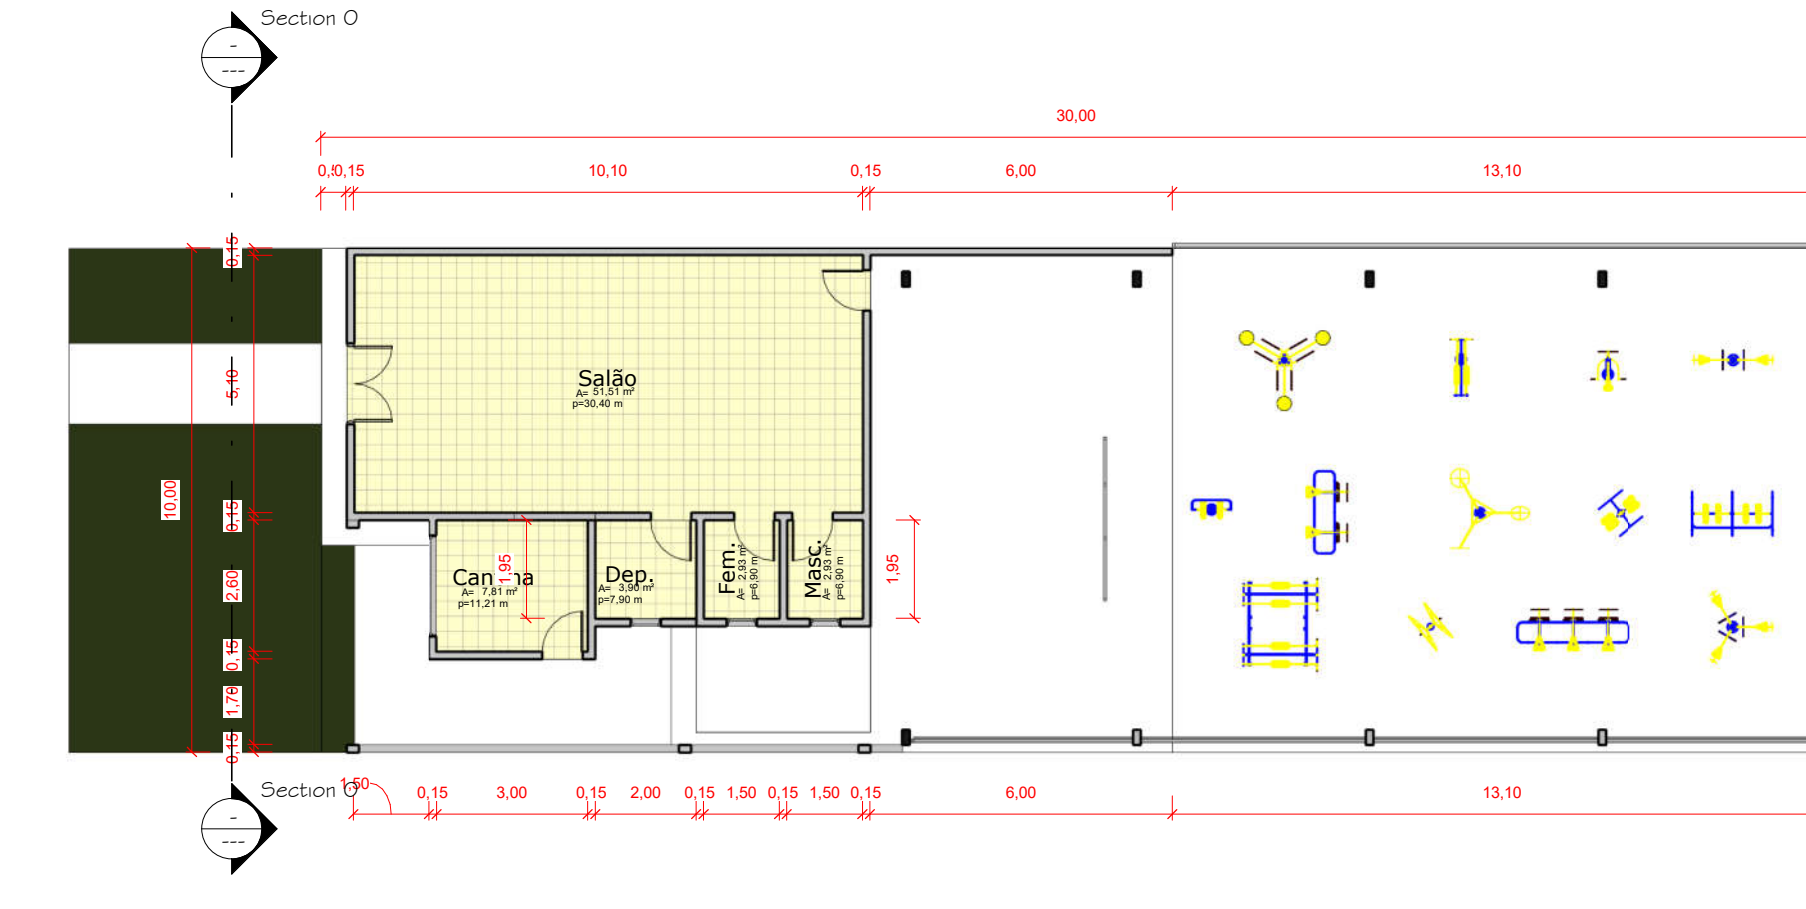 Section 0
-
---
30,00
0,15
10,10
0,15
6,00
13,10
0,15
5,10
10,00
0,15
2,60
0,15
1,70
0,15
Salão
A= 51,51 m²
p=30,40 m
1,95
A= 7,81 m²
p=11,21 m
Dep.
A= 3,90 m²
p=7,90 m
Fem.
A= 2,93 m²
p=6,90 m
Masc.
A= 2,93 m²
p=6,90 m
1,95
Section 0
-
---
1,50
0,15
3,00
0,15
2,00
0,15
1,50
0,15
1,50
0,15
6,00
13,10